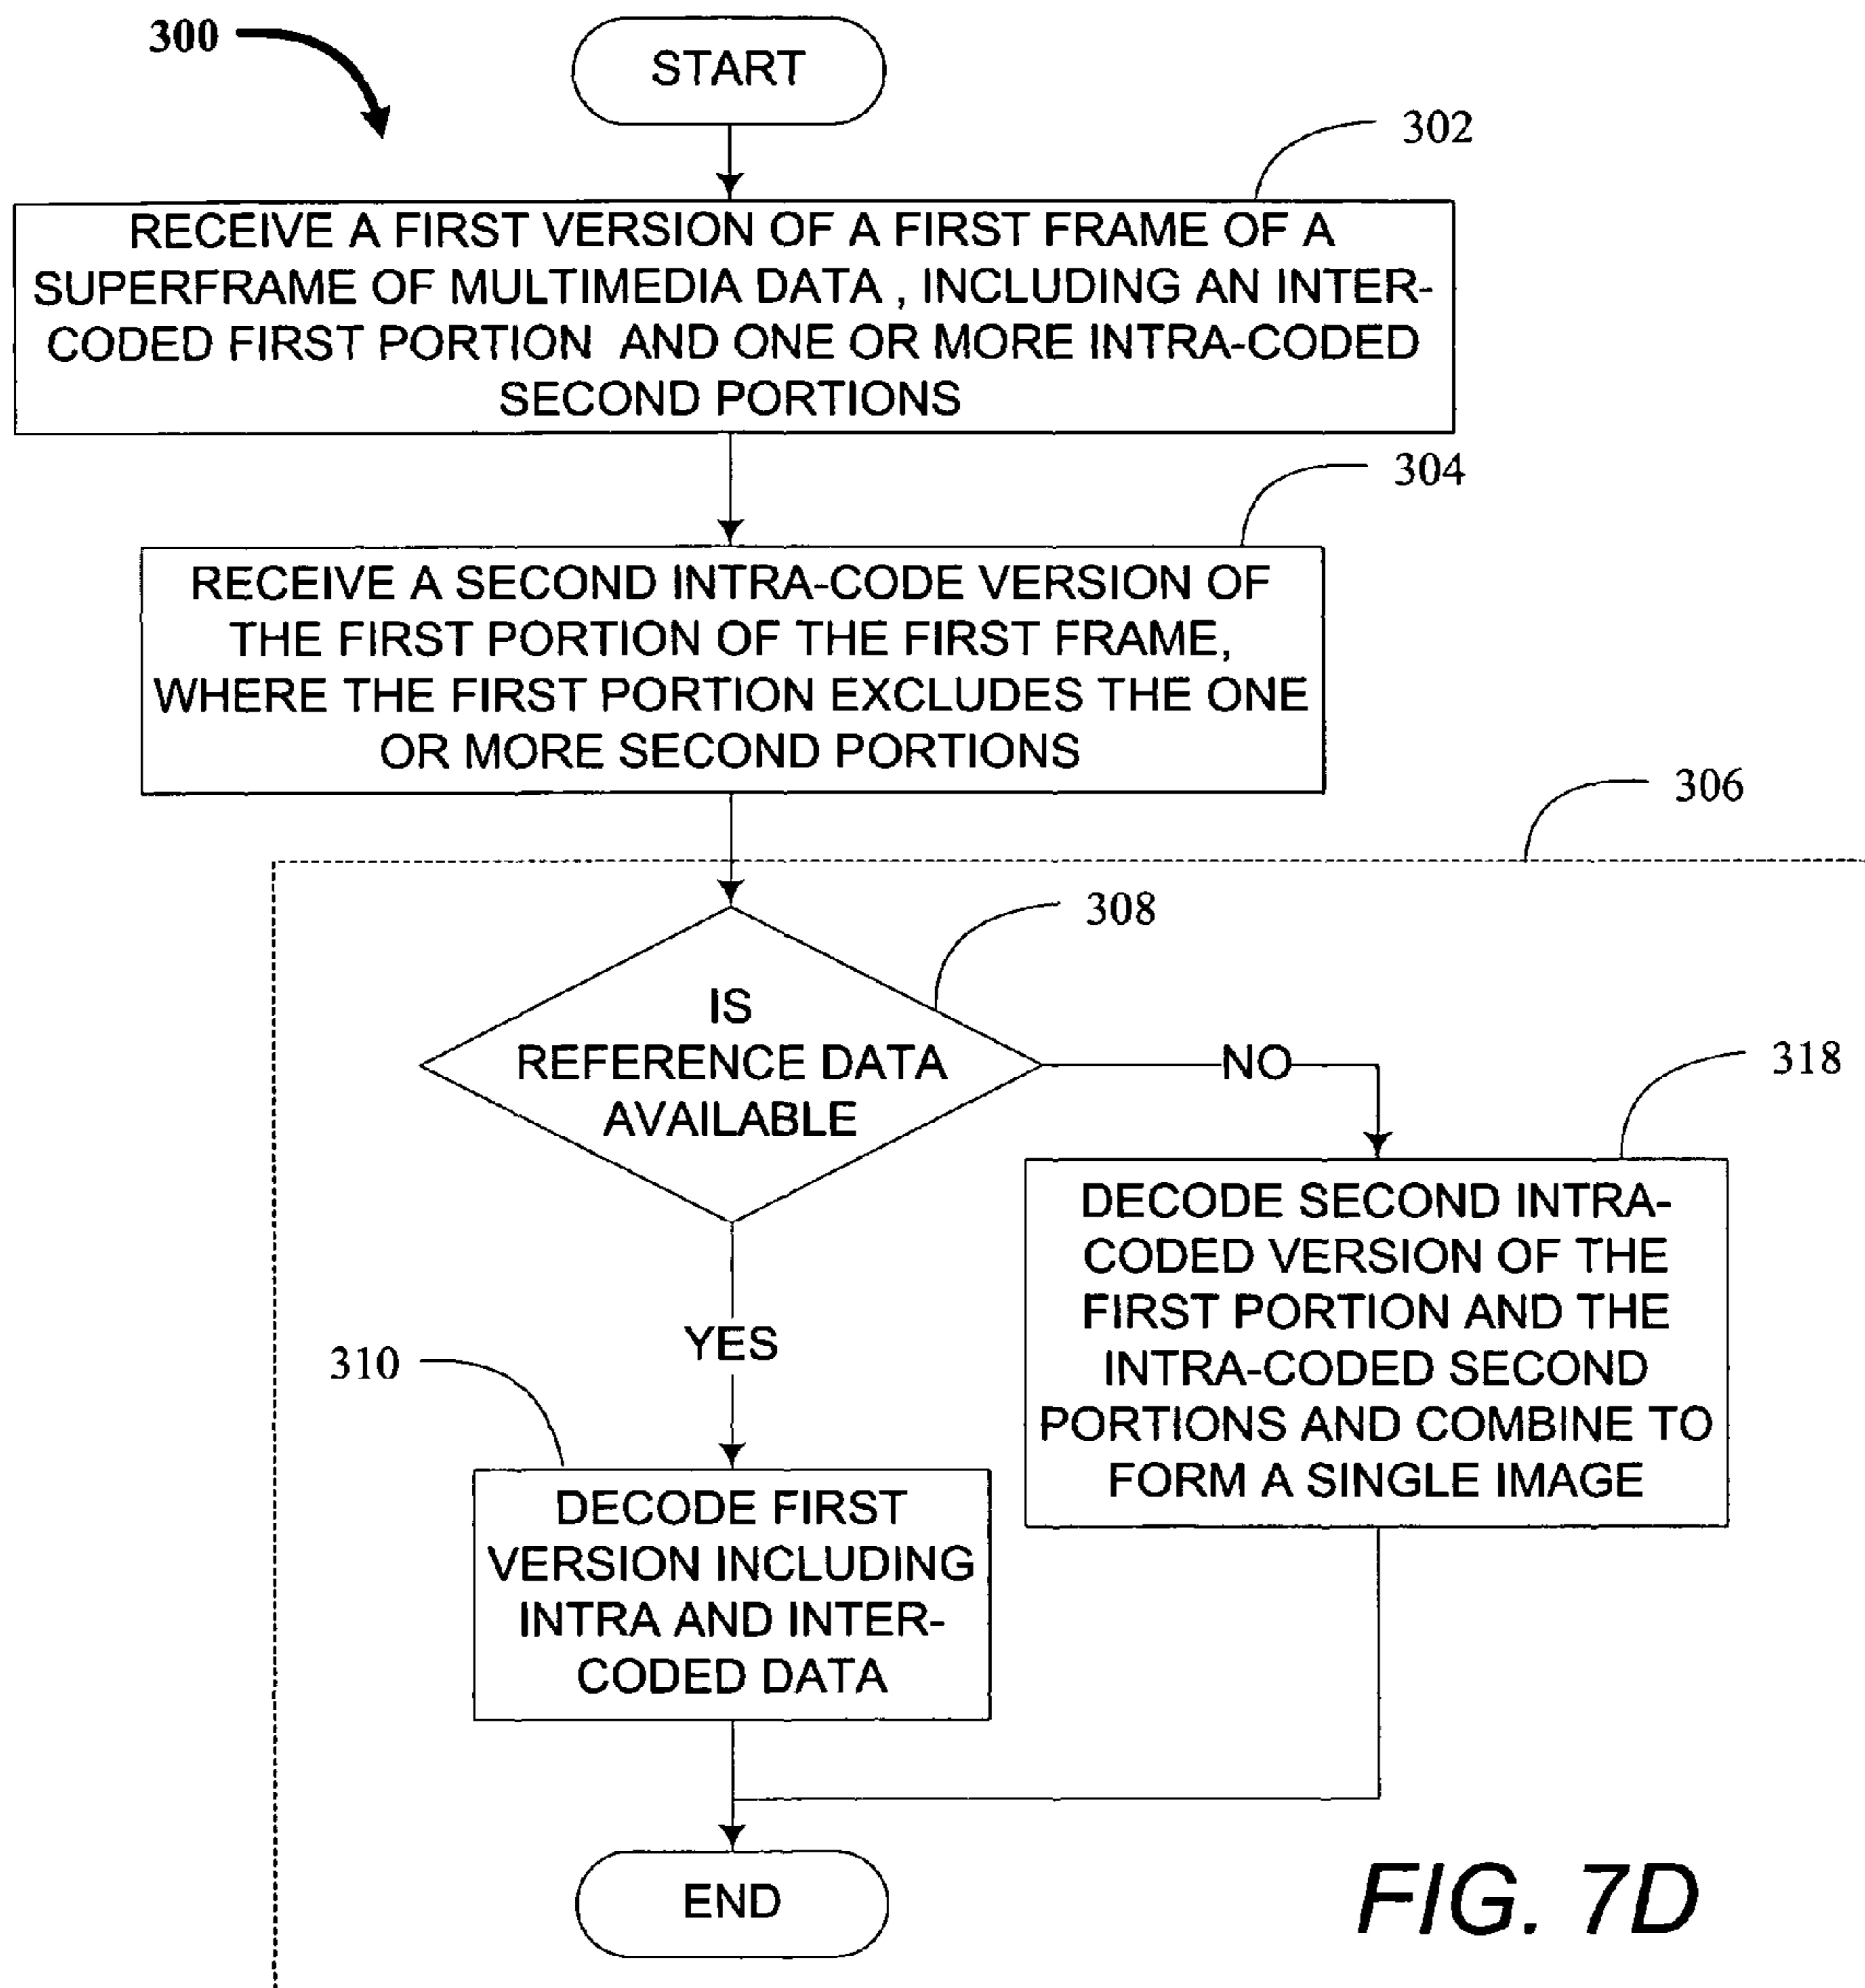 300
START
302
RECEIVE A FIRST VERSION OF A FIRST FRAME OF A
SUPERFRAME OF MULTIMEDIA DATA , INCLUDING AN INTER-
CODED FIRST PORTION AND ONE OR MORE INTRA-CODED
SECOND PORTIONS
304
RECEIVE A SECOND INTRA-CODE VERSION OF
THE FIRST PORTION OF THE FIRST FRAME,
WHERE THE FIRST PORTION EXCLUDES THE ONE
OR MORE SECOND PORTIONS
306
308
IS
REFERENCE DATA
AVAILABLE
NO
318
DECODE SECOND INTRA-
CODED VERSION OF THE
FIRST PORTION AND THE
INTRA-CODED SECOND
PORTIONS AND COMBINE TO
FORM A SINGLE IMAGE
YES
310
DECODE FIRST
VERSION INCLUDING
INTRA AND INTER-
CODED DATA
END
FIG. 7D